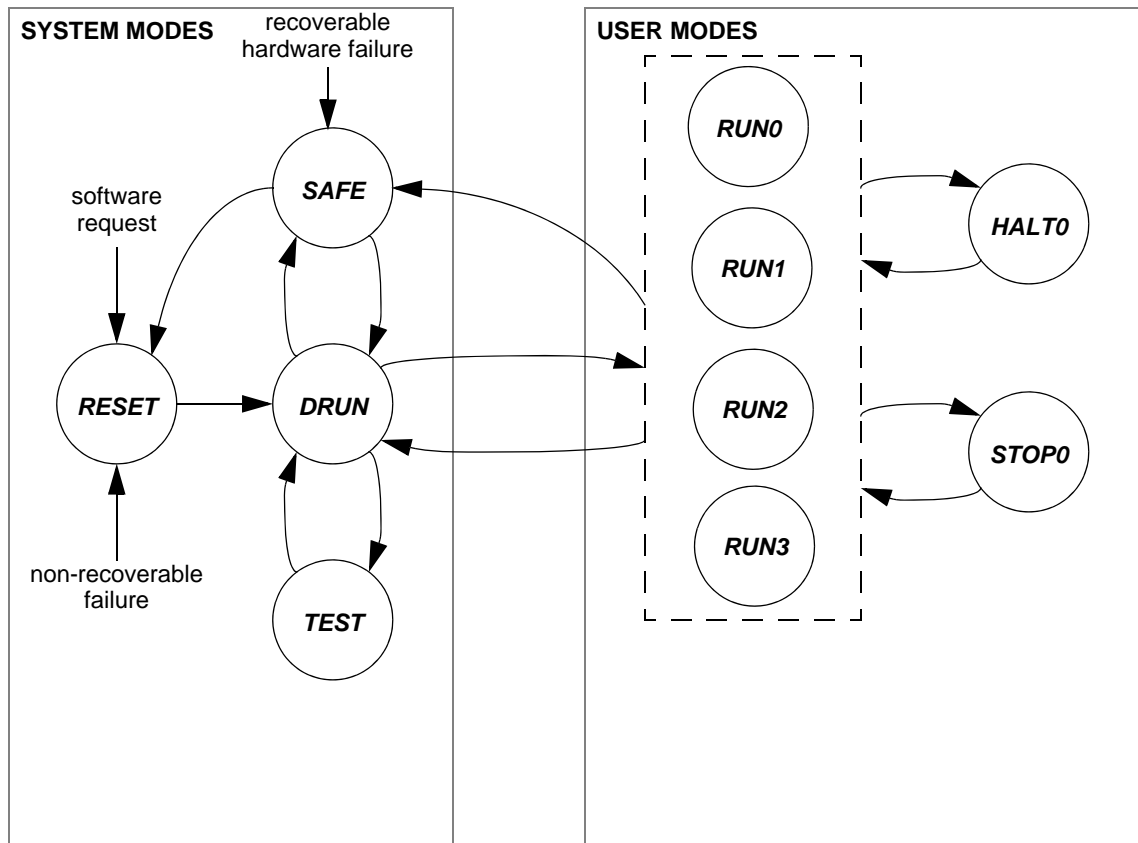 SYSTEM MODES
recoverable
hardware failure
SAFE
software
request
RESET
DRUN
non-recoverable
failure
TEST
USER MODES
RUN0
RUN1
RUN2
RUN3
HALT0
STOP0